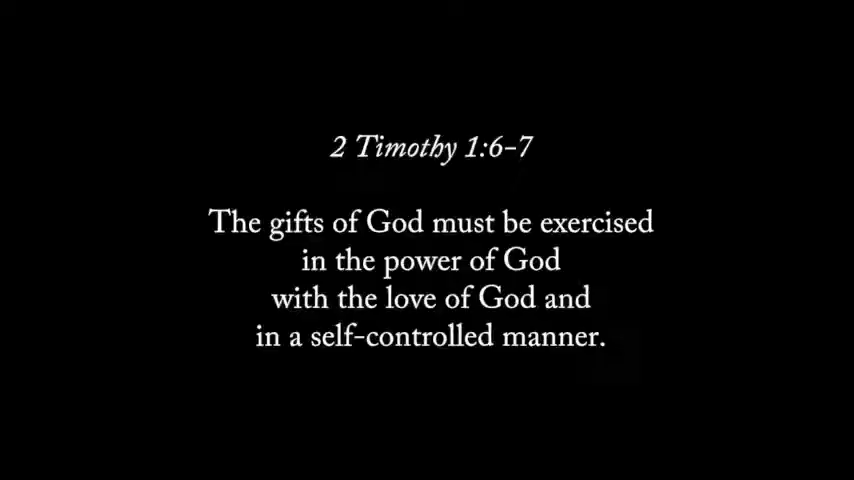 2 Timothy 1:6-7
The gifts of God must be exercised
in the power of God
with the love of God and
in a self-controlled manner.